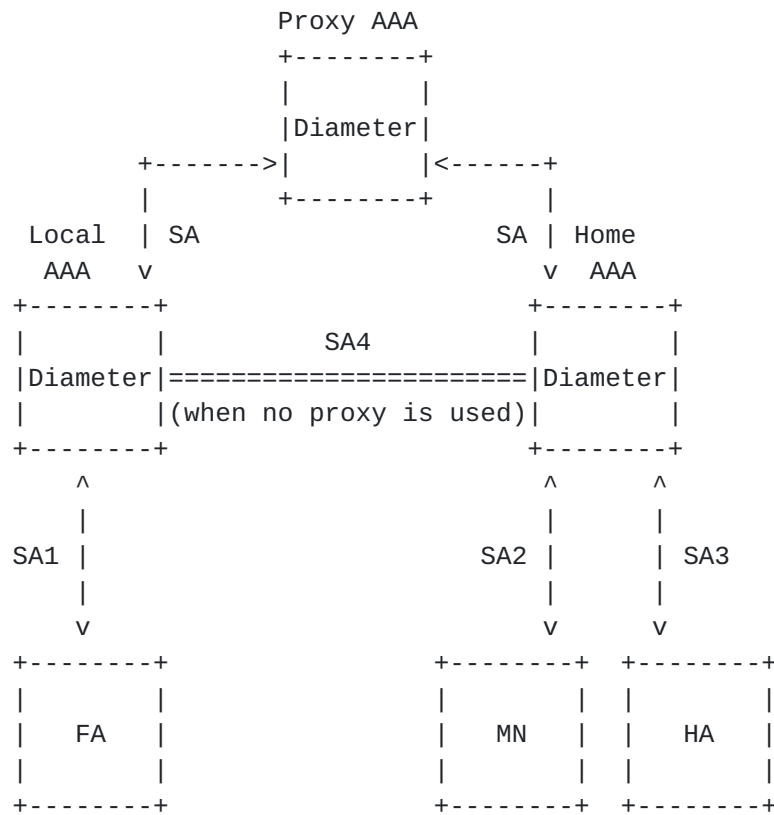 Proxy AAA
Diameter
Local SA SA Home
AAA AAA
SA4
Diameter Diameter
(when no proxy is used)
SA1 SA2 SA3
FA MN HA